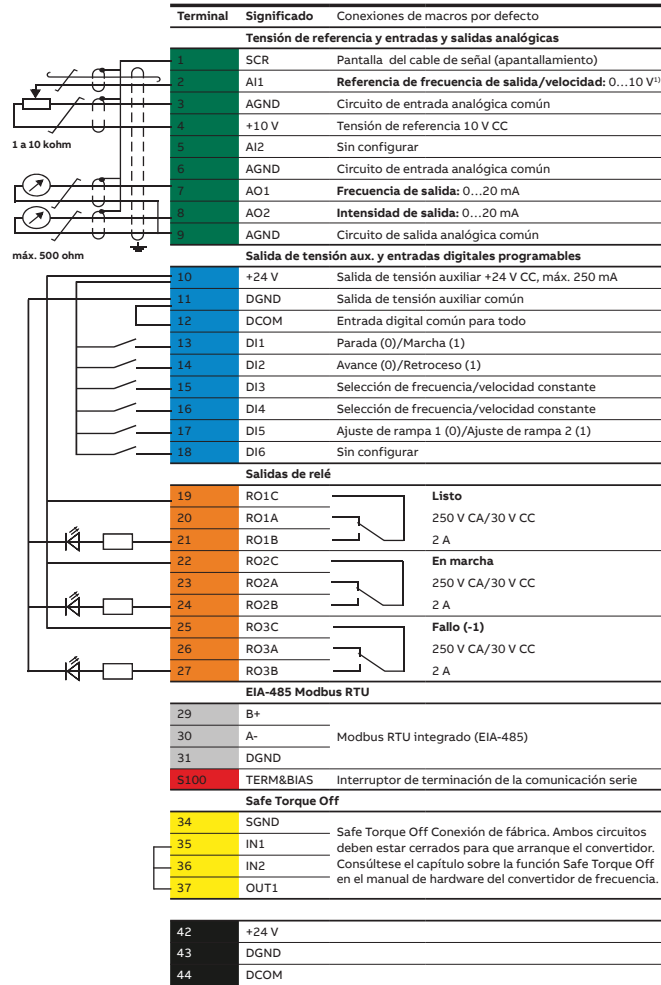 Terminal Significado Conexiones de macros por defecto
Tensión de referencia y entradas y salidas analógicas
1 SCR Pantalla del cable de señal (apantallamiento)
2 AI1 Referencia de frecuencia de salida/velocidad: 0...10 V¹⁾
3 AGND Circuito de entrada analógica común
4 +10 V Tensión de referencia 10 V CC
1 a 10 kohm
5 AI2 Sin configurar
6 AGND Circuito de entrada analógica común
7 AO1 Frecuencia de salida: 0...20 mA
8 AO2 Intensidad de salida: 0...20 mA
9 AGND Circuito de salida analógica común
máx. 500 ohm
Salida de tensión aux. y entradas digitales programables
10 +24 V Salida de tensión auxiliar +24 V CC, máx. 250 mA
11 DGND Salida de tensión auxiliar común
12 DCOM Entrada digital común para todo
13 DI1 Parada (0)/Marcha (1)
14 DI2 Avance (0)/Retroceso (1)
15 DI3 Selección de frecuencia/velocidad constante
16 DI4 Selección de frecuencia/velocidad constante
17 DI5 Ajuste de rampa 1 (0)/Ajuste de rampa 2 (1)
18 DI6 Sin configurar
Salidas de relé
19 RO1C Listo
20 RO1A 250 V CA/30 V CC
21 RO1B 2 A
22 RO2C En marcha
23 RO2A 250 V CA/30 V CC
24 RO2B 2 A
25 RO3C Fallo (-1)
26 RO3A 250 V CA/30 V CC
27 RO3B 2 A
EIA-485 Modbus RTU
29 B+
30 A- Modbus RTU integrado (EIA-485)
31 DGND
S100 TERM&BIAS Interruptor de terminación de la comunicación serie
Safe Torque Off
34 SGND
35 IN1
36 IN2
37 OUT1
Safe Torque Off Conexión de fábrica. Ambos circuitos
deben estar cerrados para que arranque el convertidor.
Consúltese el capítulo sobre la función Safe Torque Off
en el manual de hardware del convertidor de frecuencia.
42 +24 V
43 DGND
44 DCOM